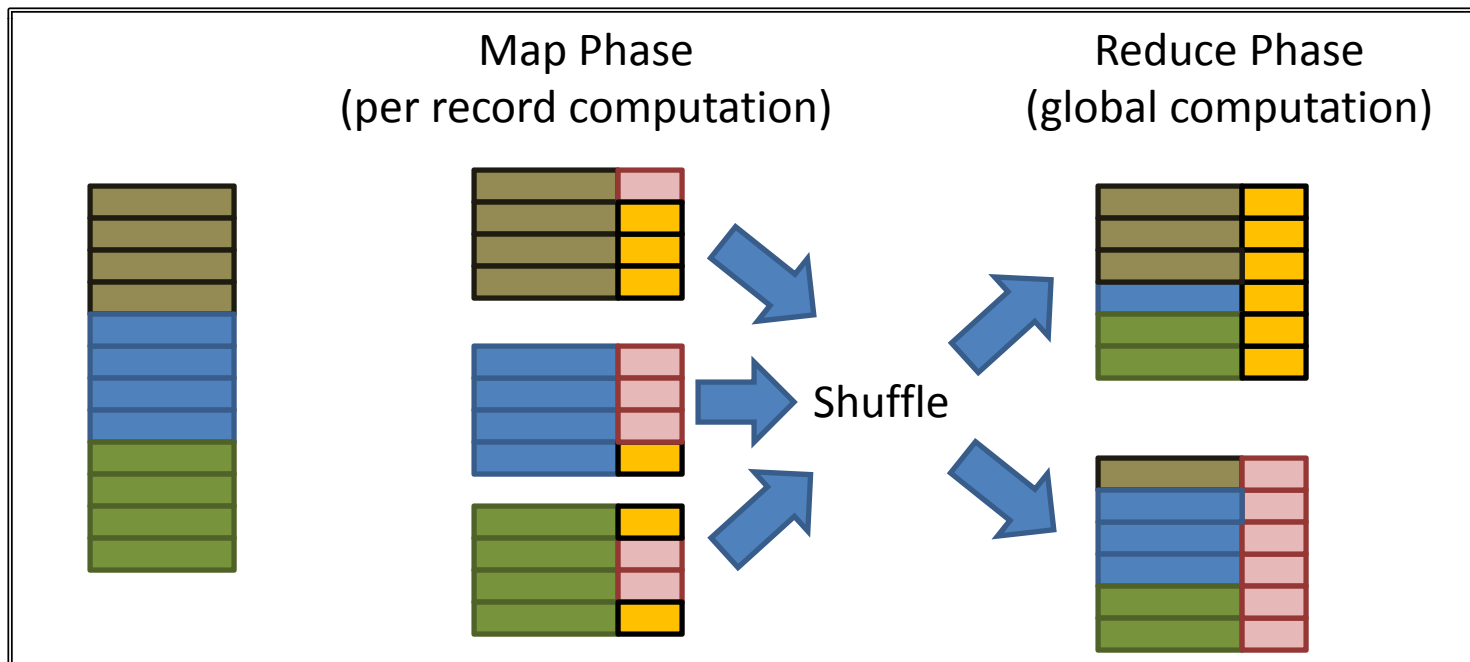 Map Phase
(per record computation)
Reduce Phase
(global computation)
Shuffle